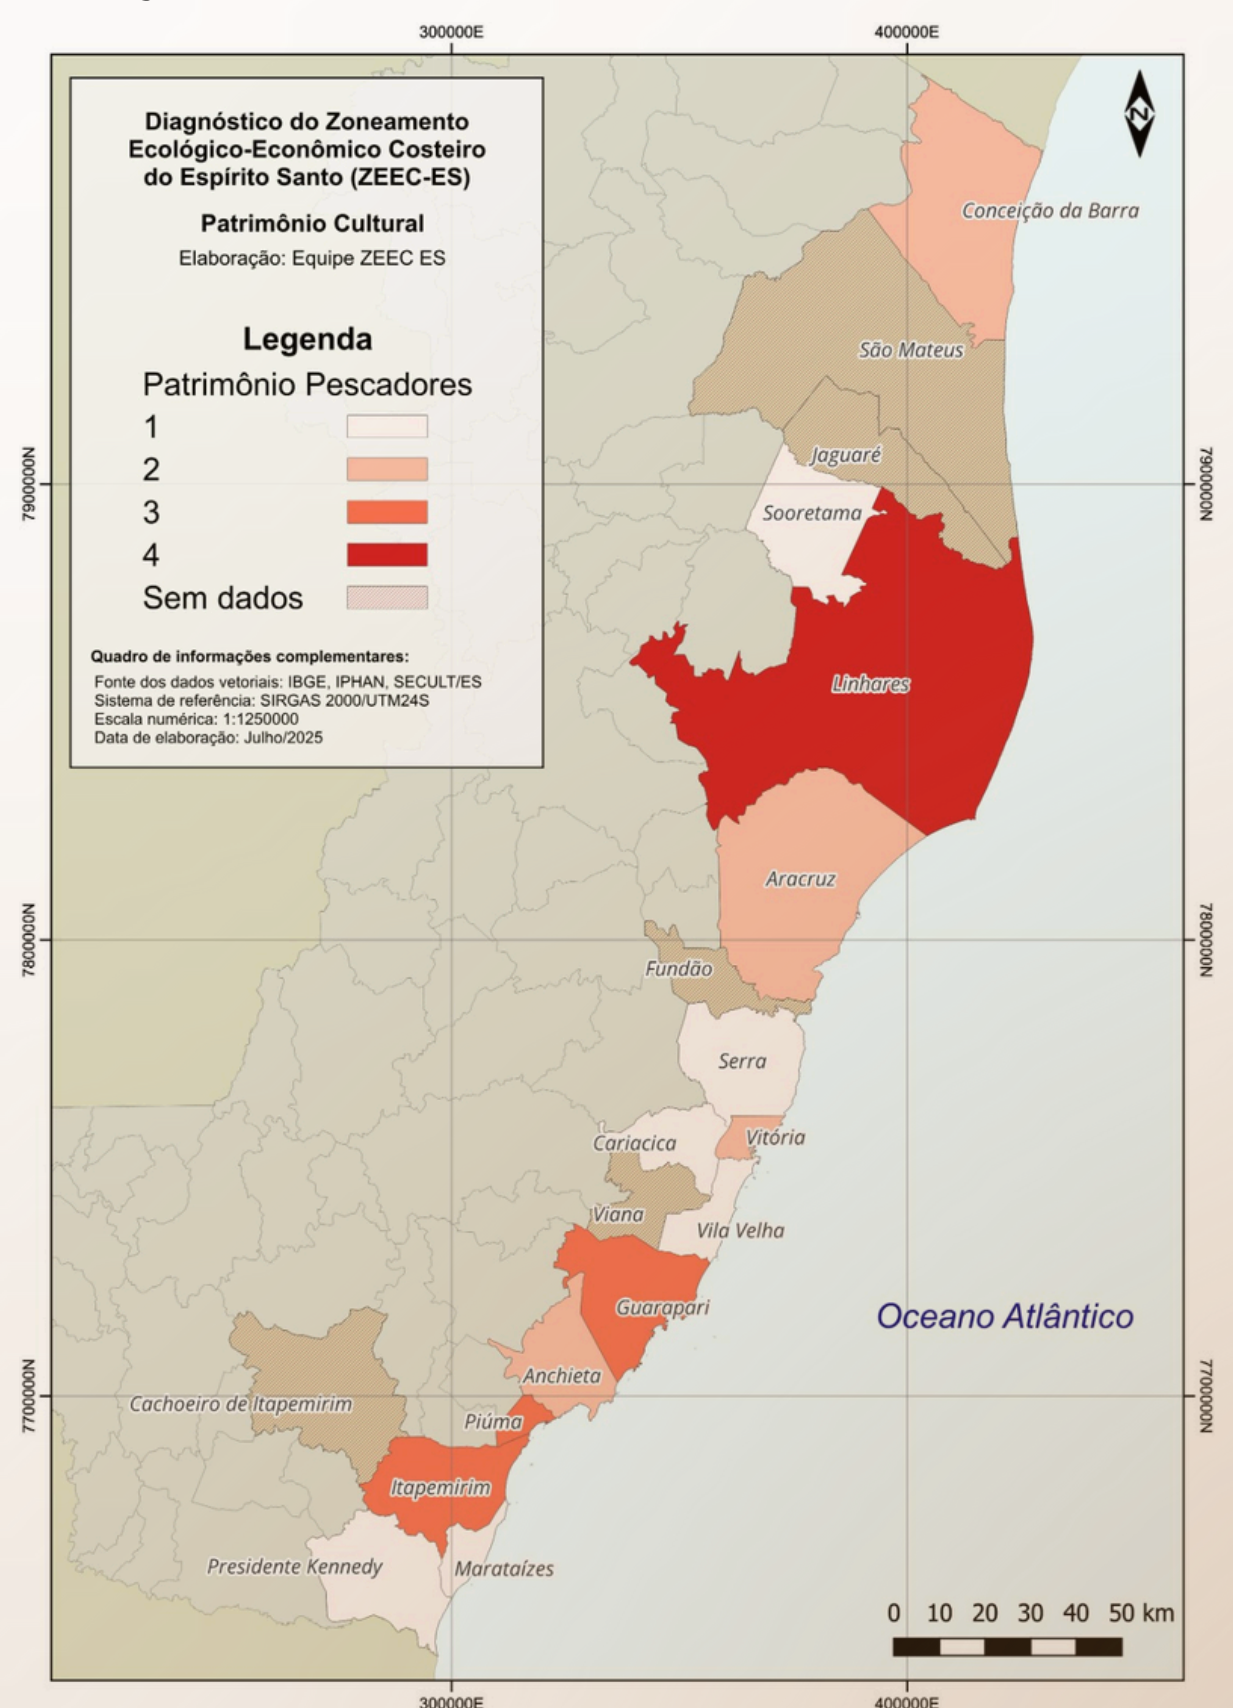 300000E
400000E
Diagnóstico do Zoneamento
Ecológico-Econômico Costeiro
do Espírito Santo (ZEEC-ES)
Patrimônio Cultural
Elaboração: Equipe ZEEC ES
Legenda
Patrimônio Pescadores
1
2
3
4
Sem dados
Quadro de informações complementares:
Fonte dos dados vetoriais: IBGE, IPHAN, SECULT/ES
Sistema de referência: SIRGAS 2000/UTM24S
Escala numérica: 1:1250000
Data de elaboração: Julho/2025
N
Conceição da Barra
São Mateus
Jaguaré
7900000N
7900000N
Sooretama
Linhares
Aracruz
7800000N
7800000N
Fundão
Serra
Cariacica
Vitória
Viana
Vila Velha
Guarapari
Oceano Atlântico
Anchieta
7700000N
7700000N
Cachoeiro de Itapemirim
Piúma
Itapemirim
Presidente Kennedy
Marataízes
0 10 20 30 40 50 km
300000E
400000E